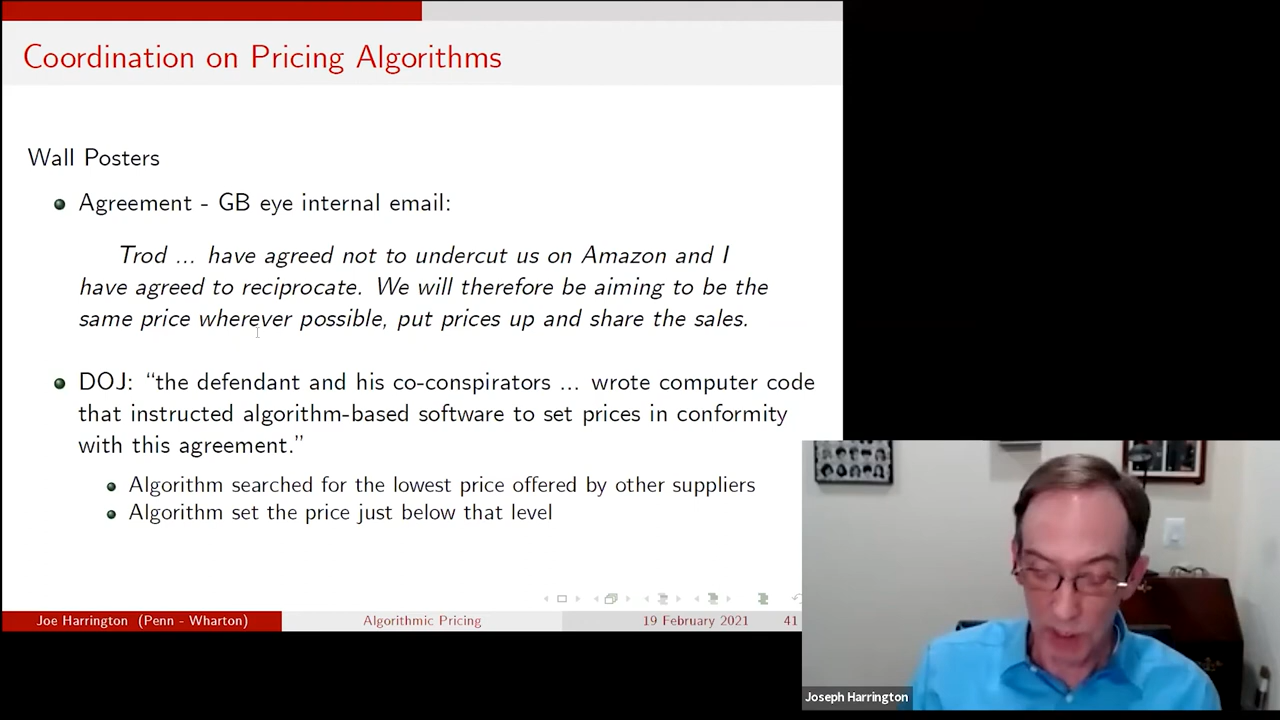 Coordination on Pricing Algorithms
Wall Posters
Agreement - GB eye internal email:
Trod ... have agreed not to undercut us on Amazon and I
have agreed to reciprocate. We will therefore be aiming to be the
same price wherever possible, put prices up and share the sales.
DOJ: “the defendant and his co-conspirators ... wrote computer code
that instructed algorithm-based software to set prices in conformity
with this agreement.”
Algorithm searched for the lowest price offered by other suppliers
Algorithm set the price just below that level
Joe Harrington (Penn - Wharton)
Algorithmic Pricing
19 February 2021
41
Joseph Harrington